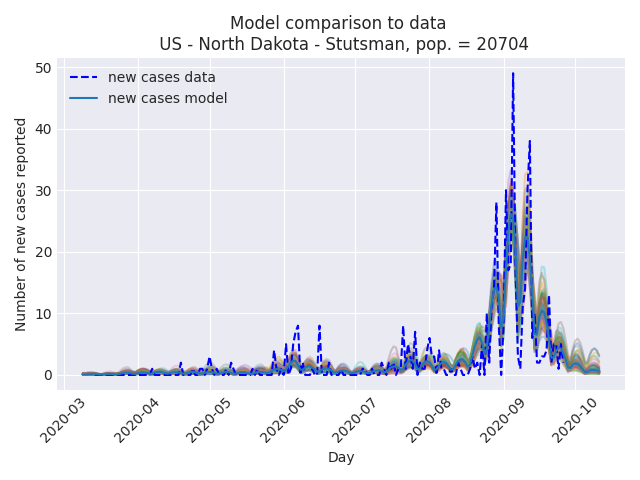 Model comparison to data
US - North Dakota - Stutsman, pop. = 20704
new cases data
new cases model
Number of new cases reported
50
40
30
20
10
0
2020-03
2020-04
2020-05
2020-06
2020-07
2020-08
2020-09
2020-10
Day